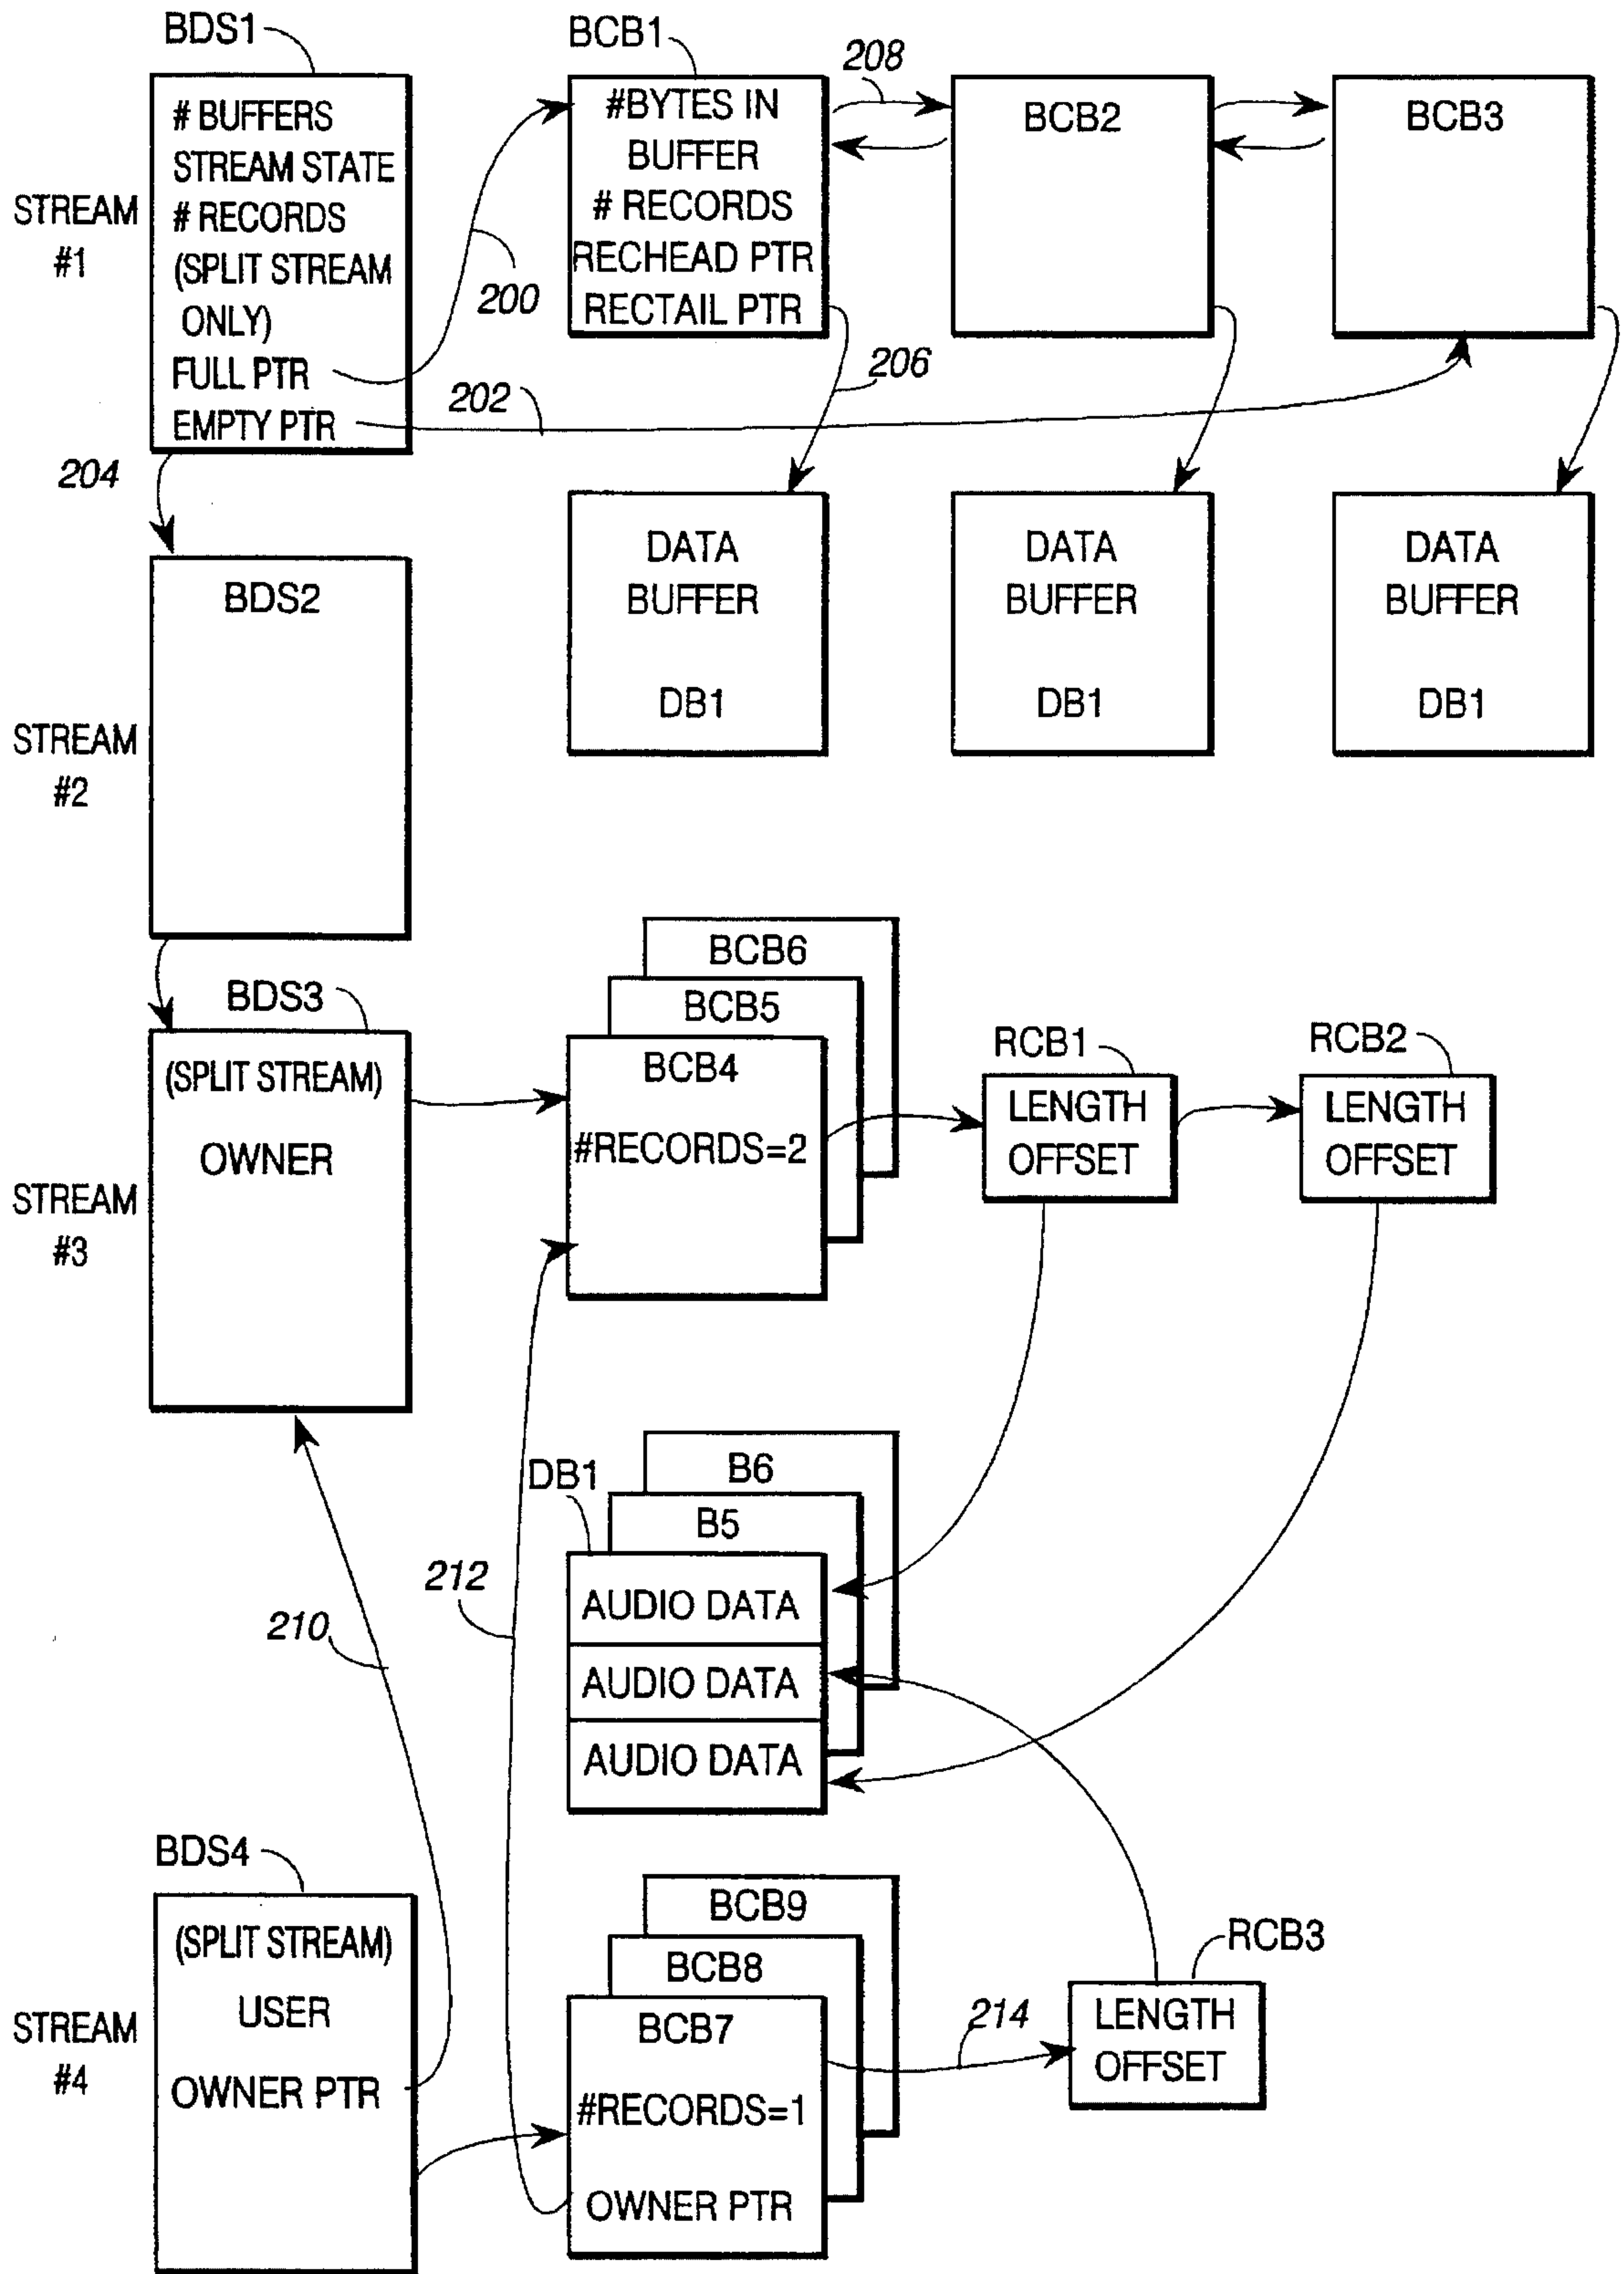 BDS1
BCB1
208
# BUFFERS
STREAM STATE
# RECORDS
(SPLIT STREAM
ONLY)
FULL PTR
EMPTY PTR
STREAM
#1
#BYTES IN
BUFFER
# RECORDS
RECHEAD PTR
RECTAIL PTR
BCB2
BCB3
200
202
206
204
DATA
BUFFER
DB1
DATA
BUFFER
DB1
DATA
BUFFER
DB1
BDS2
STREAM
#2
BDS3
(SPLIT STREAM)
OWNER
STREAM
#3
BCB6
BCB5
BCB4
#RECORDS=2
RCB1
LENGTH
OFFSET
RCB2
LENGTH
OFFSET
DB1
B6
B5
AUDIO DATA
AUDIO DATA
AUDIO DATA
212
210
BDS4
(SPLIT STREAM)
USER
OWNER PTR
STREAM
#4
BCB9
BCB8
BCB7
#RECORDS=1
OWNER PTR
214
RCB3
LENGTH
OFFSET